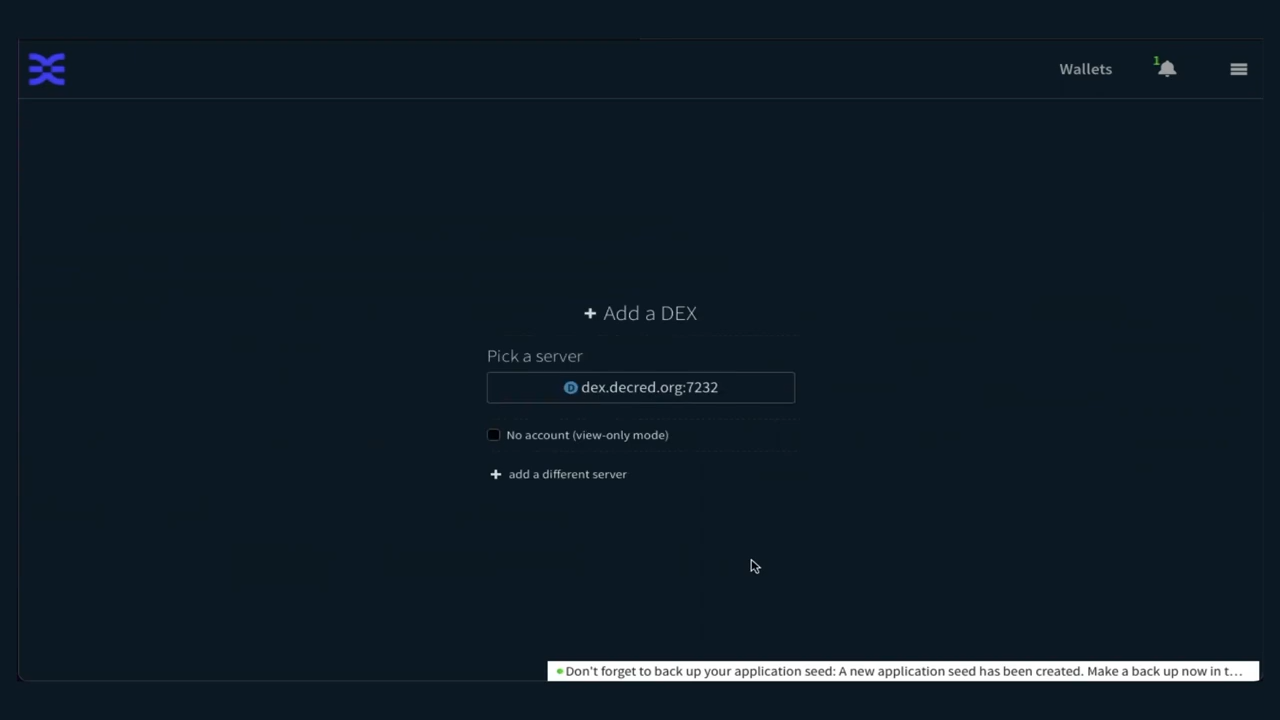 Wallets
1
Add a DEX
Pick a server
dex.decred.org:7232
No account (view-only mode)
add a different server
Don't forget to back up your application seed: A new application seed has been created. Make a back up now in t...